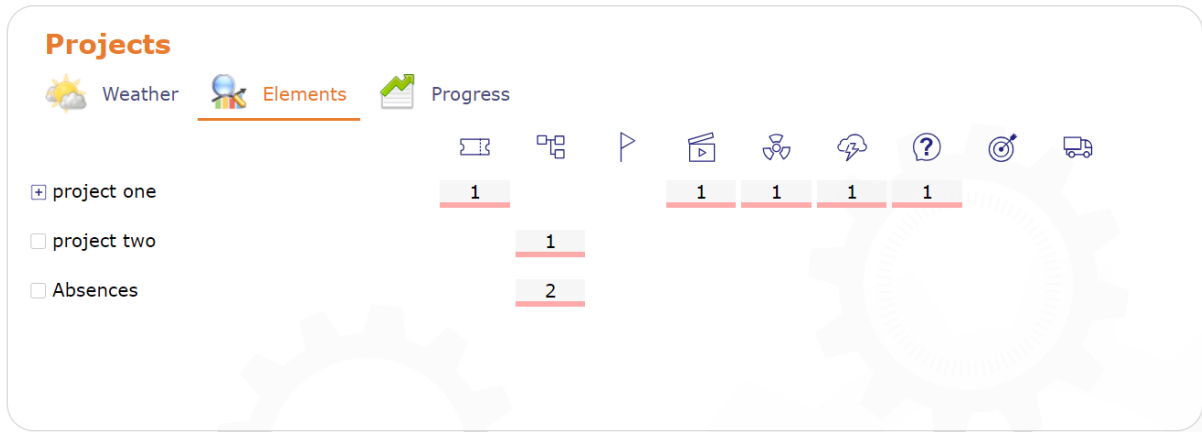 Projects
Weather Elements Progress
?
project one 1 1 1 1 1
project two 1
Absences 2